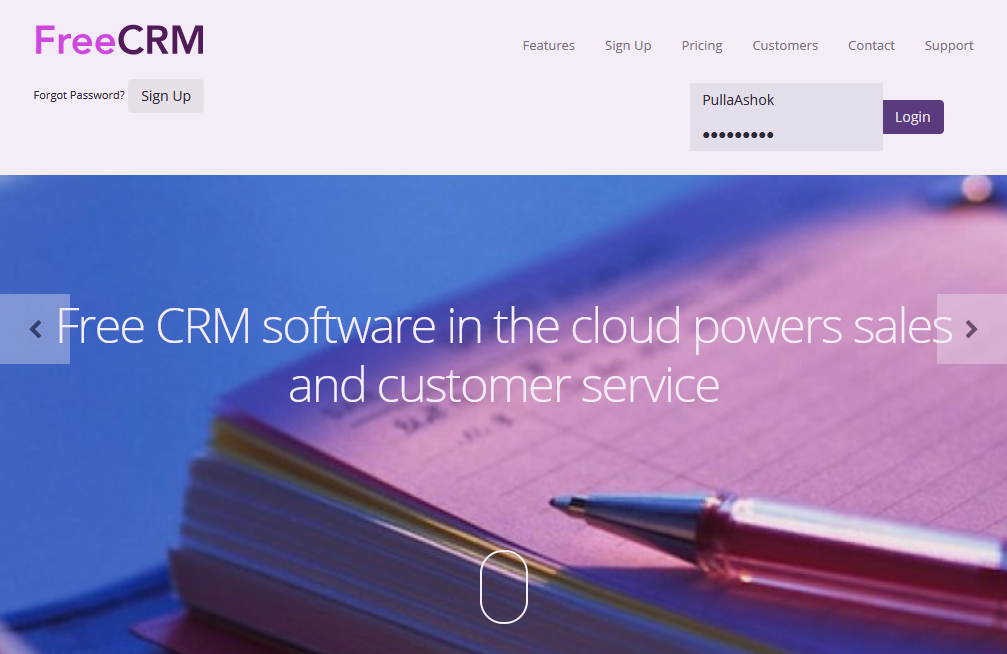 FreeCRM
Features Sign Up Pricing Customers Contact Support
Forgot Password? Sign Up
PullaAshok
●●●●●●●●●
Login
Free CRM software in the cloud powers sales
and customer service